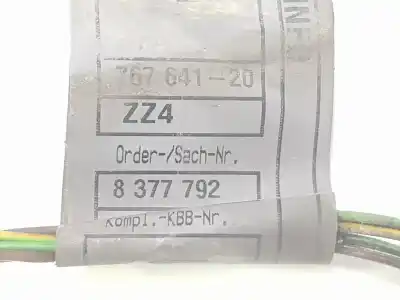 767 641-20
ZZ4
Order-/Sach-Nr.
8 377 792
Kompl.-KBB-Nr.